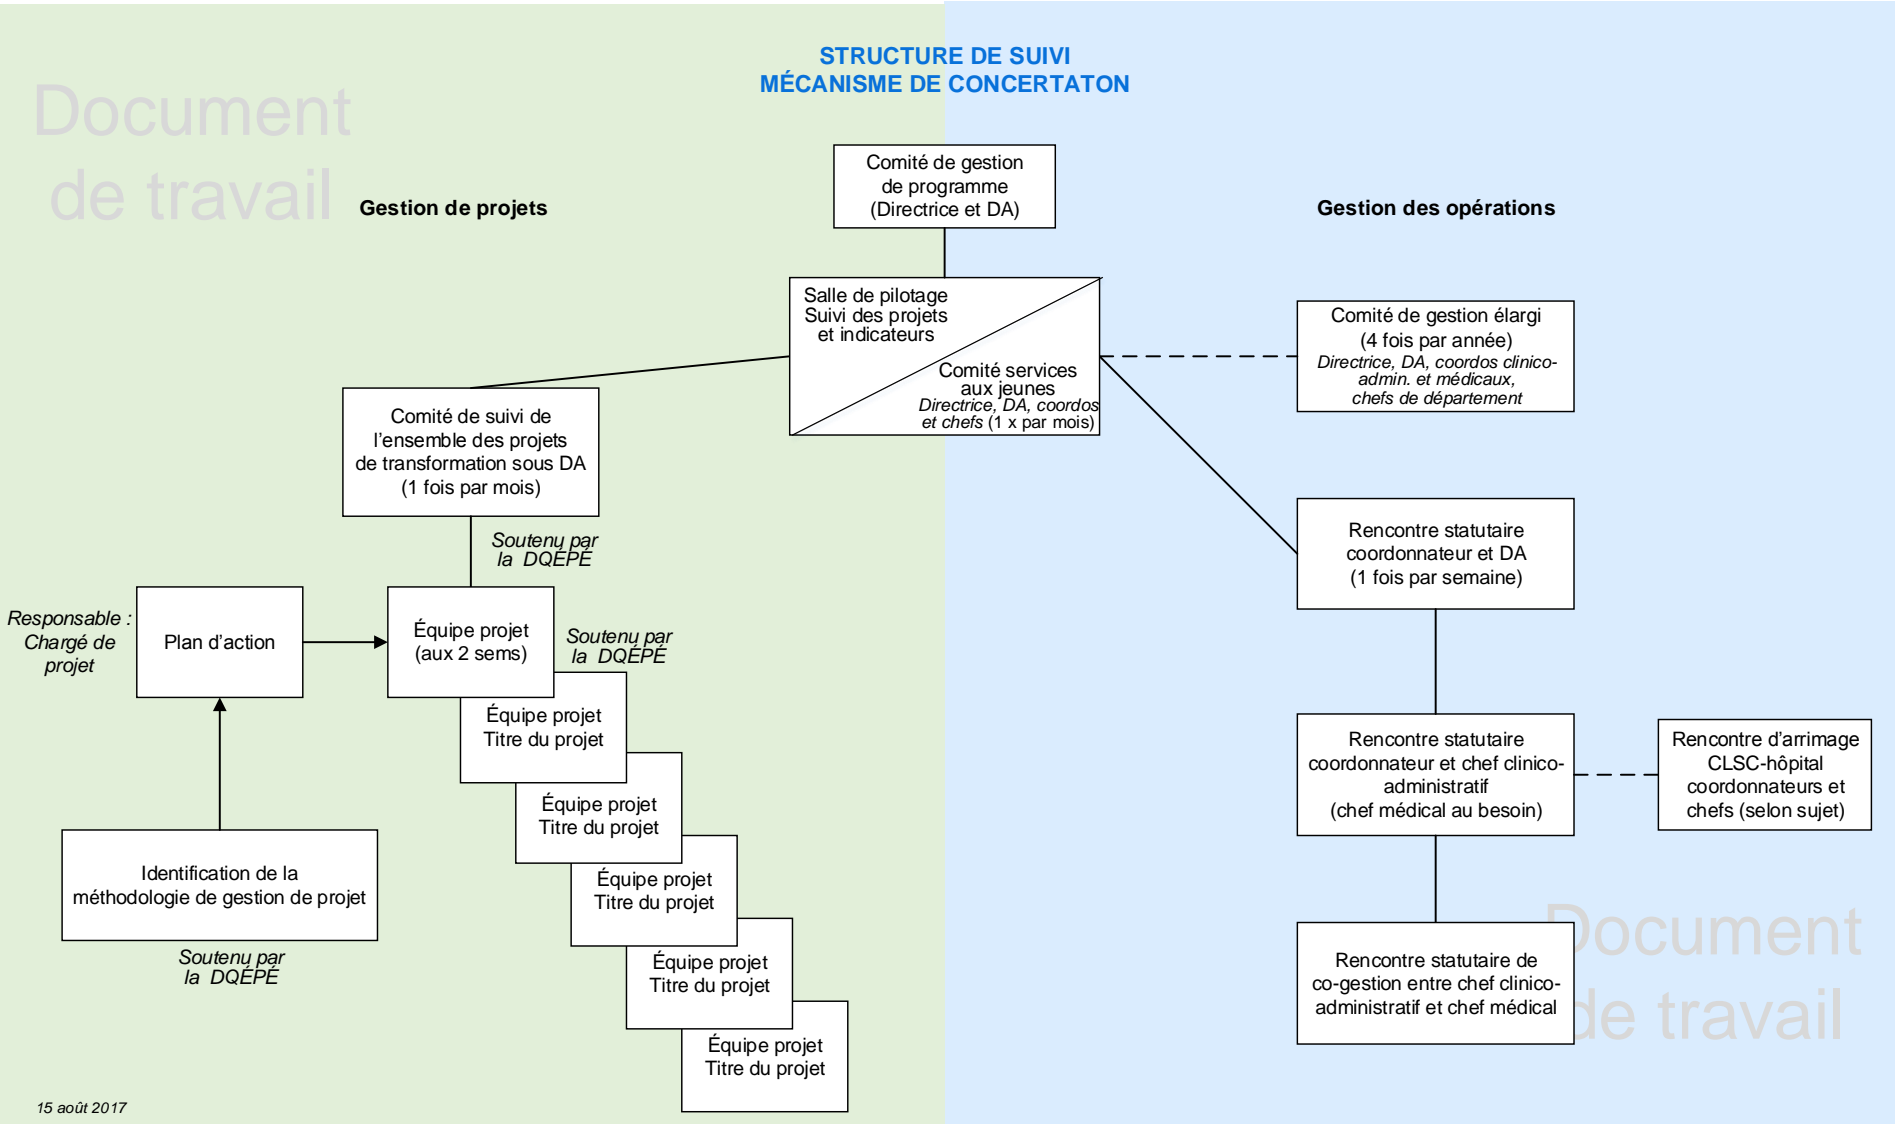 STRUCTURE DE SUIVI
MÉCANISME DE CONCERTATON
Document
de travail
Gestion de projets
Gestion des opérations
Comité de gestion
de programme
(Directrice et DA)
Salle de pilotage
Suivi des projets
et indicateurs
Comité services
aux jeunes
Directrice, DA, coordos
et chefs (1 x par mois)
Comité de gestion élargi
(4 fois par année)
Directrice, DA, coordos clinico-
admin. et médicaux,
chefs de département
Comité de suivi de
l'ensemble des projets
de transformation sous DA
(1 fois par mois)
Soutenu par
la DQÉPÉ
Rencontre statutaire
coordonnateur et DA
(1 fois par semaine)
Responsable :
Chargé de
projet
Plan d'action
Équipe projet
(aux 2 sems)
Soutenu par
la DQÉPÉ
Équipe projet
Titre du projet
Équipe projet
Titre du projet
Équipe projet
Titre du projet
Équipe projet
Titre du projet
Équipe projet
Titre du projet
Identification de la
méthodologie de gestion de projet
Soutenu par
la DQÉPÉ
Rencontre statutaire
coordonnateur et chef clinico-
administratif
(chef médical au besoin)
Rencontre d'arrimage
CLSC-hôpital
coordonnateurs et
chefs (selon sujet)
Rencontre statutaire de
co-gestion entre chef clinico-
administratif et chef médical
Document
de travail
15 août 2017